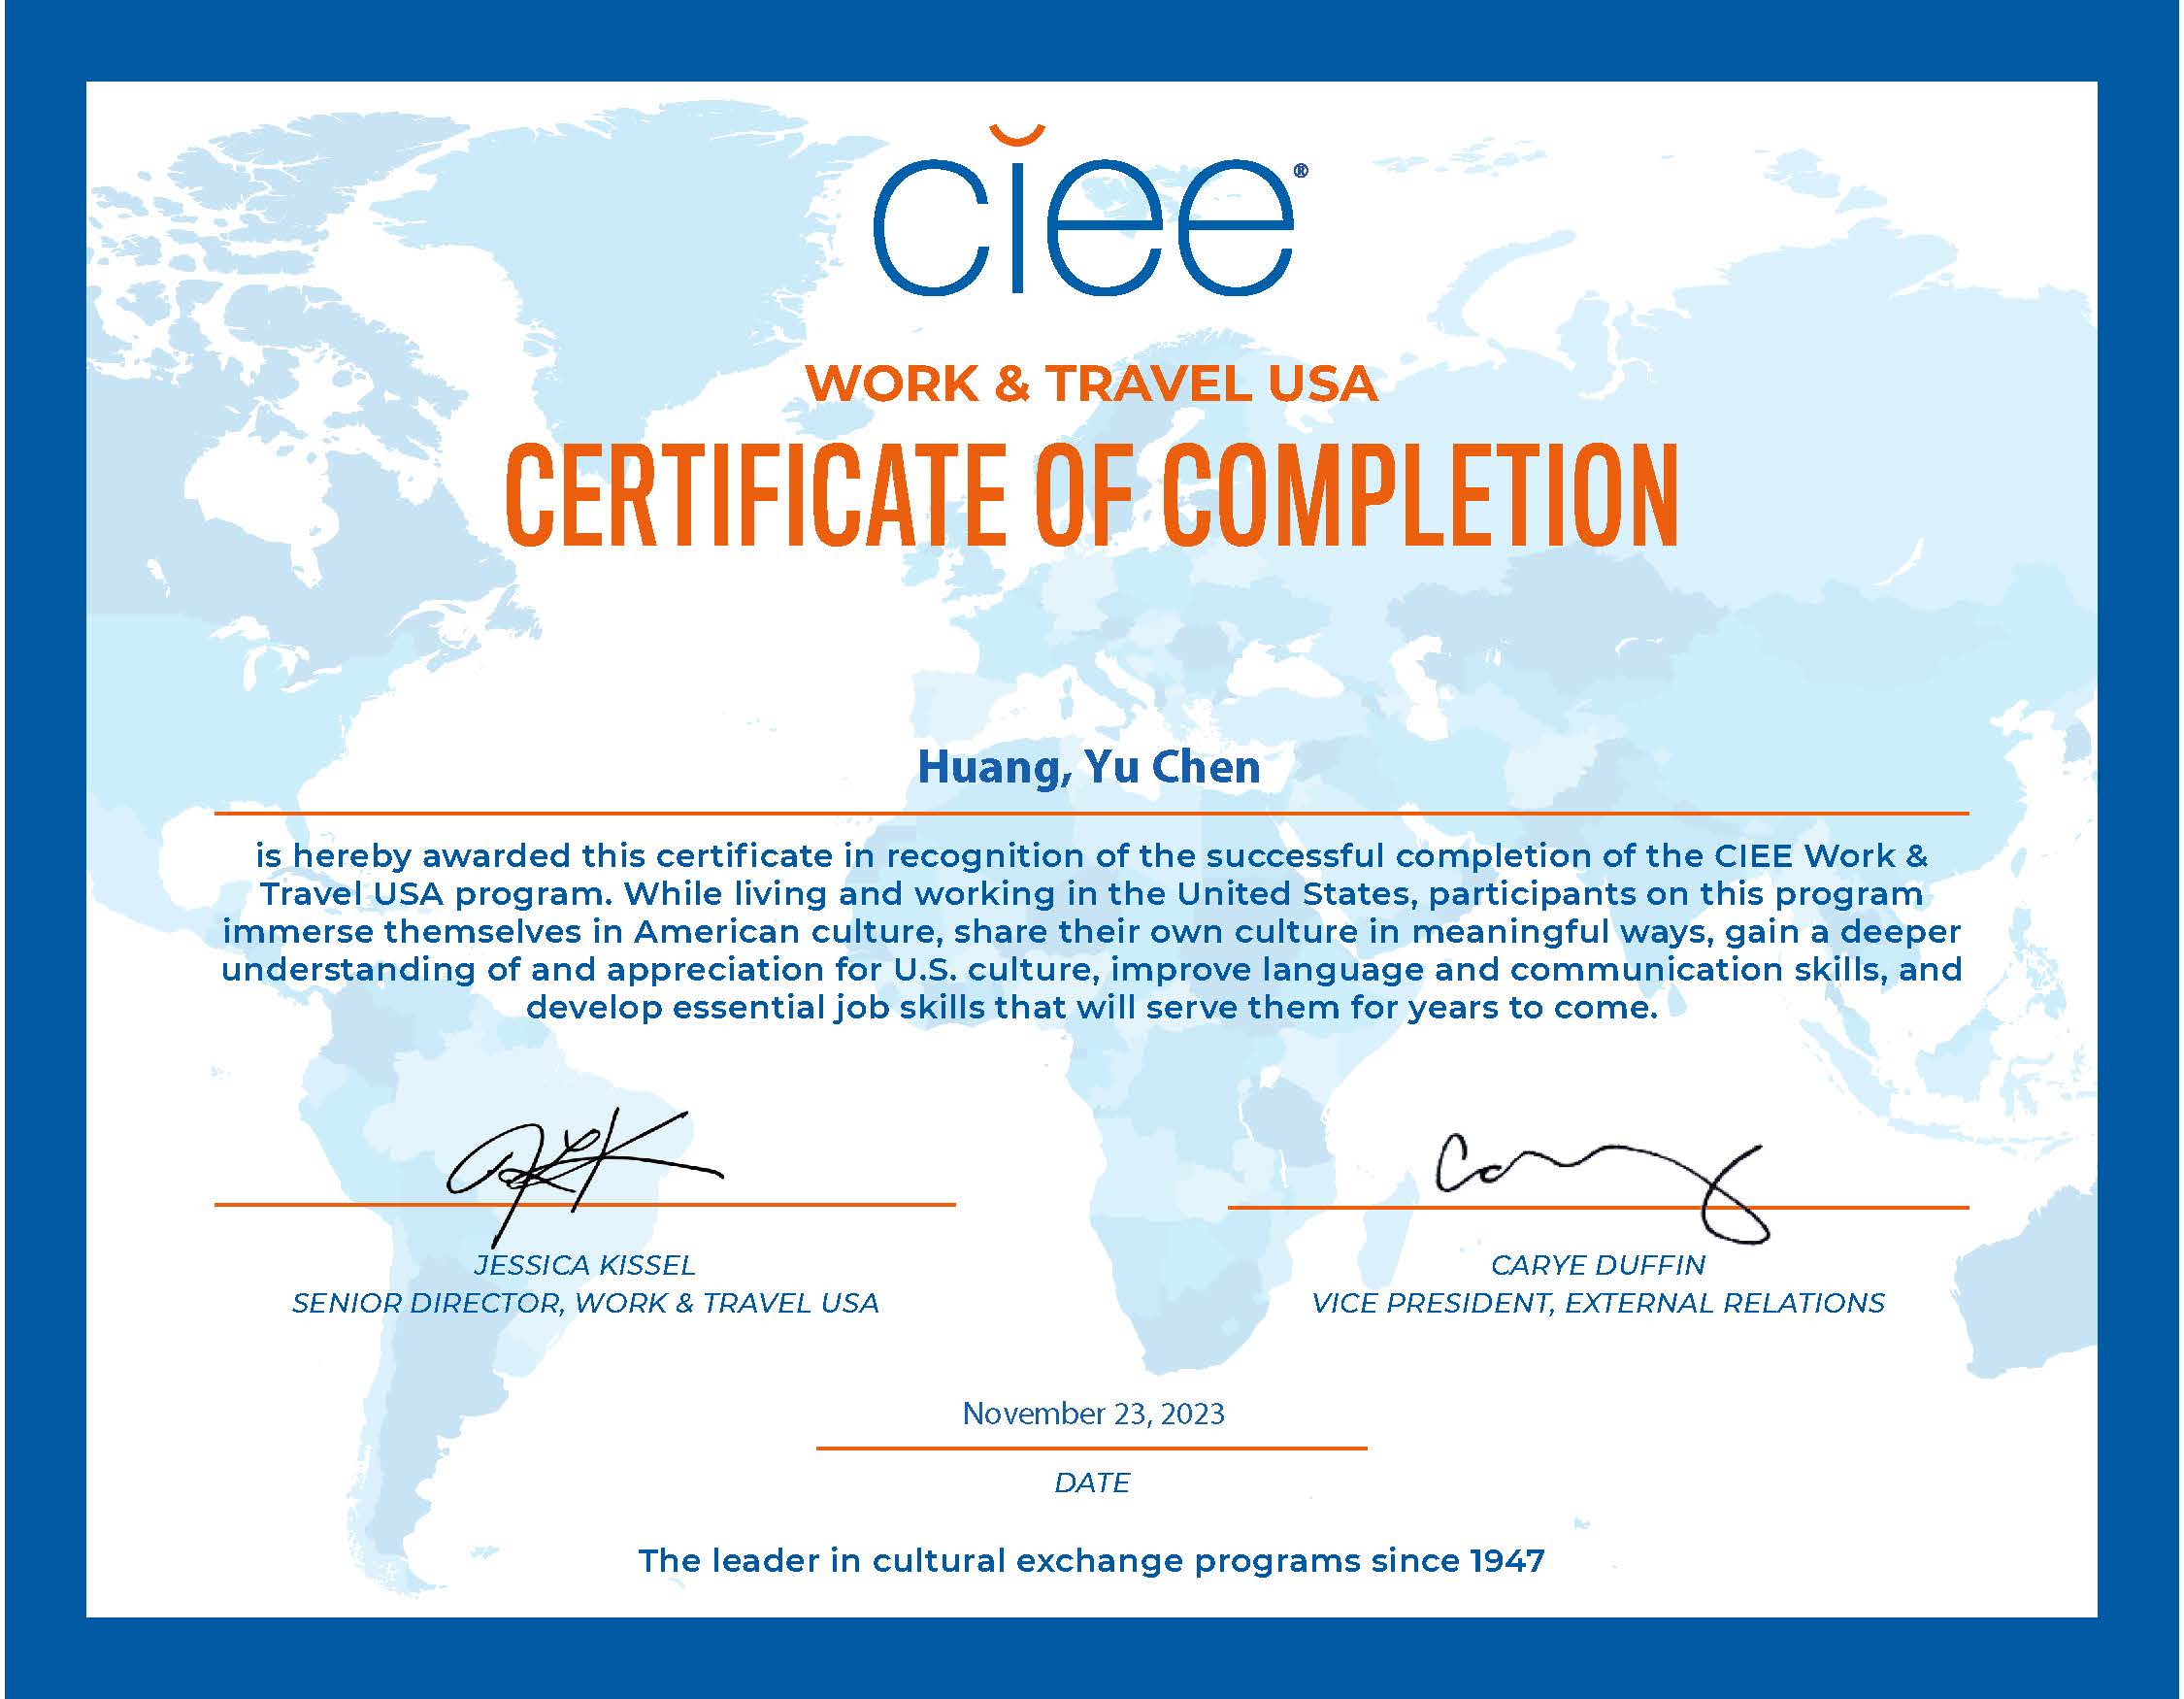 ciee®
WORK & TRAVEL USA
CERTIFICATE OF COMPLETION
Huang, Yu Chen
is hereby awarded this certificate in recognition of the successful completion of the CIEE Work &
Travel USA program. While living and working in the United States, participants on this program
immerse themselves in American culture, share their own culture in meaningful ways, gain a deeper
understanding of and appreciation for U.S. culture, improve language and communication skills, and
develop essential job skills that will serve them for years to come.
JESSICA KISSEL
SENIOR DIRECTOR, WORK & TRAVEL USA
CARYE DUFFIN
VICE PRESIDENT, EXTERNAL RELATIONS
November 23, 2023
DATE
The leader in cultural exchange programs since 1947